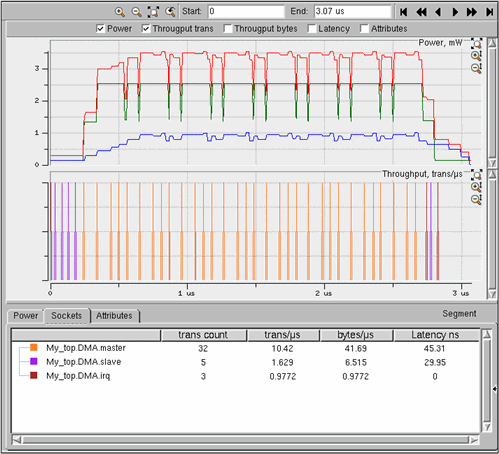 Start: 0 End: 3.07 us
Power Throughput trans Througput bytes Latency Attributes
Power, mW
3
2
1
0
Throughput, trans/µs
0 1 us 2 us 3 us
Power Sockets Attributes Segment
trans count trans/µs bytes/µs Latency ns
My_top.DMA.master 32 10.42 41.69 45.31
My_top.DMA.slave 5 1.629 6.515 29.95
My_top.DMA.irq 3 0.9772 0.9772 0